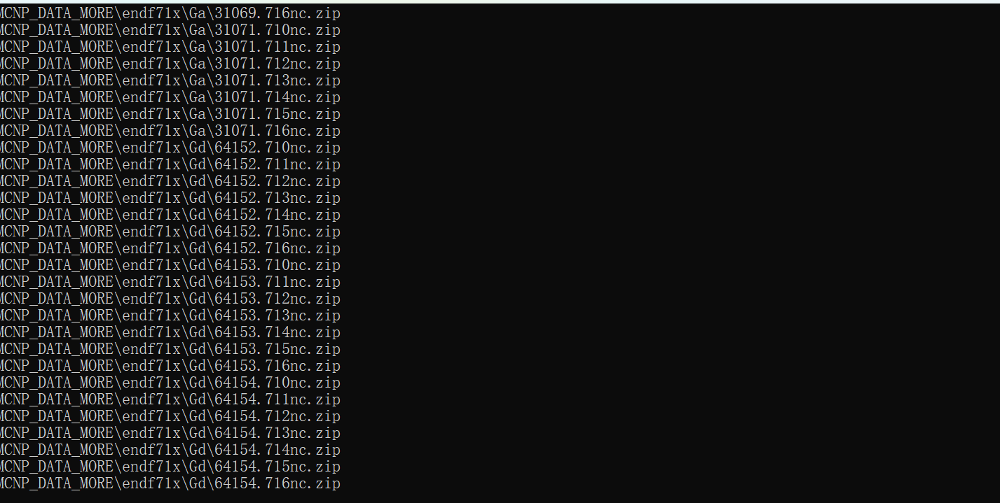 MCNP_DATA_MORE\endf71x\Ga\31069.716nc.zip
MCNP_DATA_MORE\endf71x\Ga\31071.710nc.zip
MCNP_DATA_MORE\endf71x\Ga\31071.711nc.zip
MCNP_DATA_MORE\endf71x\Ga\31071.712nc.zip
MCNP_DATA_MORE\endf71x\Ga\31071.713nc.zip
MCNP_DATA_MORE\endf71x\Ga\31071.714nc.zip
MCNP_DATA_MORE\endf71x\Ga\31071.715nc.zip
MCNP_DATA_MORE\endf71x\Ga\31071.716nc.zip
MCNP_DATA_MORE\endf71x\Gd\64152.710nc.zip
MCNP_DATA_MORE\endf71x\Gd\64152.711nc.zip
MCNP_DATA_MORE\endf71x\Gd\64152.712nc.zip
MCNP_DATA_MORE\endf71x\Gd\64152.713nc.zip
MCNP_DATA_MORE\endf71x\Gd\64152.714nc.zip
MCNP_DATA_MORE\endf71x\Gd\64152.715nc.zip
MCNP_DATA_MORE\endf71x\Gd\64152.716nc.zip
MCNP_DATA_MORE\endf71x\Gd\64153.710nc.zip
MCNP_DATA_MORE\endf71x\Gd\64153.711nc.zip
MCNP_DATA_MORE\endf71x\Gd\64153.712nc.zip
MCNP_DATA_MORE\endf71x\Gd\64153.713nc.zip
MCNP_DATA_MORE\endf71x\Gd\64153.714nc.zip
MCNP_DATA_MORE\endf71x\Gd\64153.715nc.zip
MCNP_DATA_MORE\endf71x\Gd\64153.716nc.zip
MCNP_DATA_MORE\endf71x\Gd\64154.710nc.zip
MCNP_DATA_MORE\endf71x\Gd\64154.711nc.zip
MCNP_DATA_MORE\endf71x\Gd\64154.712nc.zip
MCNP_DATA_MORE\endf71x\Gd\64154.713nc.zip
MCNP_DATA_MORE\endf71x\Gd\64154.714nc.zip
MCNP_DATA_MORE\endf71x\Gd\64154.715nc.zip
MCNP_DATA_MORE\endf71x\Gd\64154.716nc.zip